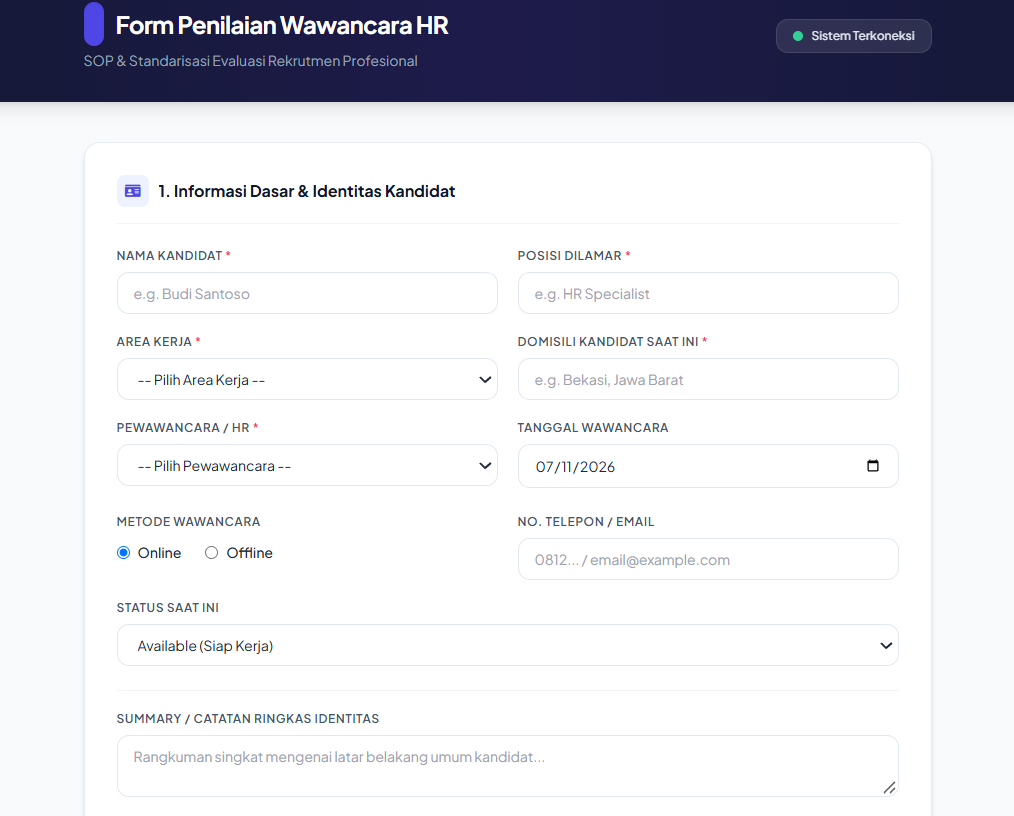 Form Penilaian Wawancara HR
SOP & Standarisasi Evaluasi Rekrutmen Profesional
Sistem Terkoneksi
1. Informasi Dasar & Identitas Kandidat
NAMA KANDIDAT *
e.g. Budi Santoso
POSISI DILAMAR *
e.g. HR Specialist
AREA KERJA *
-- Pilih Area Kerja --
DOMISILI KANDIDAT SAAT INI *
e.g. Bekasi, Jawa Barat
PEWAWANCARA / HR *
-- Pilih Pewawancara --
TANGGAL WAWANCARA
07/11/2026
METODE WAWANCARA
Online Offline
NO. TELEPON / EMAIL
0812... / email@example.com
STATUS SAAT INI
Available (Siap Kerja)
SUMMARY / CATATAN RINGKAS IDENTITAS
Rangkuman singkat mengenai latar belakang umum kandidat...